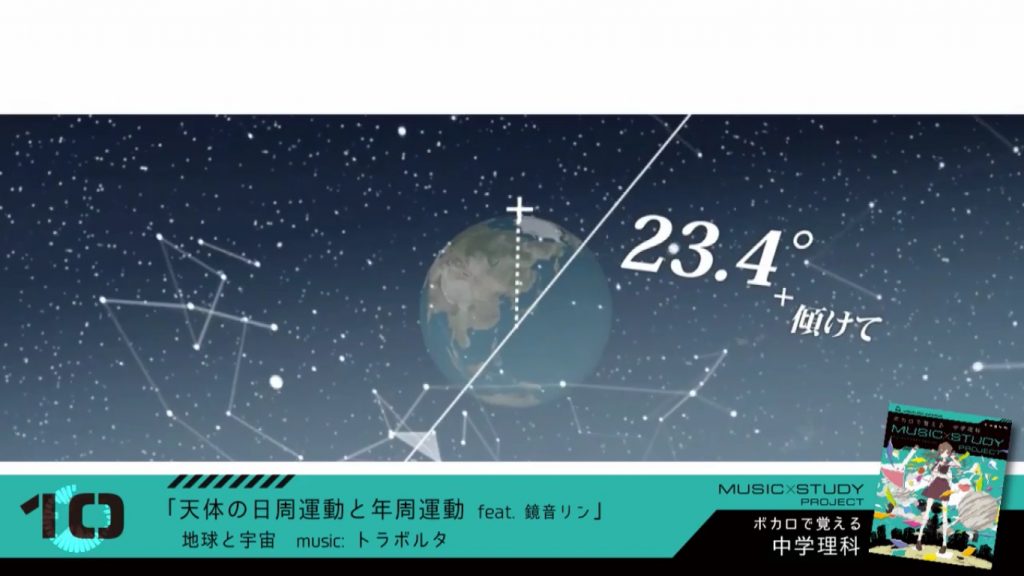 23.4°
傾けて
10
「天体の日周運動と年周運動 feat. 鏡音リン」
地球と宇宙 music: トラボルタ
MUSIC×STUDY
PROJECT
ボカロで覚える
中学理科
ボカロで覚える 中学理科
MUSIC×STUDY
PROJECT